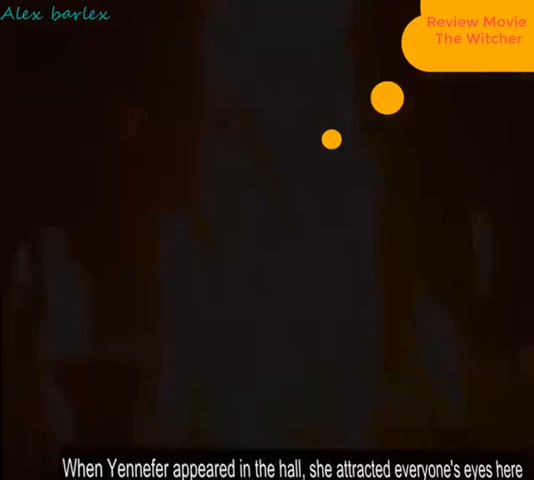 Alex barlex
Review Movie
The Witcher
When Yennefer appeared in the hall, she attracted everyone's eyes here